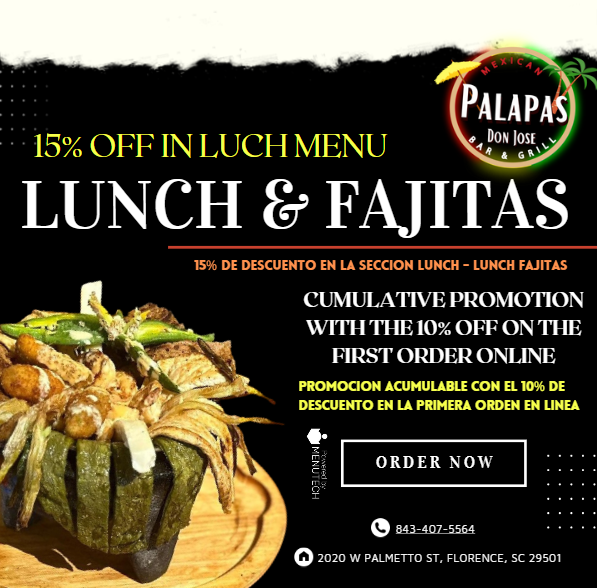 MEXICAN
PALAPAS
DON JOSE
BAR & GRILL
15% OFF IN LUCH MENU
LUNCH & FAJITAS
15% DE DESCUENTO EN LA SECCION LUNCH - LUNCH FAJITAS
CUMULATIVE PROMOTION
WITH THE 10% OFF ON THE
FIRST ORDER ONLINE
PROMOCION ACUMULABLE CON EL 10% DE
DESCUENTO EN LA PRIMERA ORDEN EN LINEA
Powered by
MENUTECH
ORDER NOW
843-407-5564
2020 W PALMETTO ST, FLORENCE, SC 29501